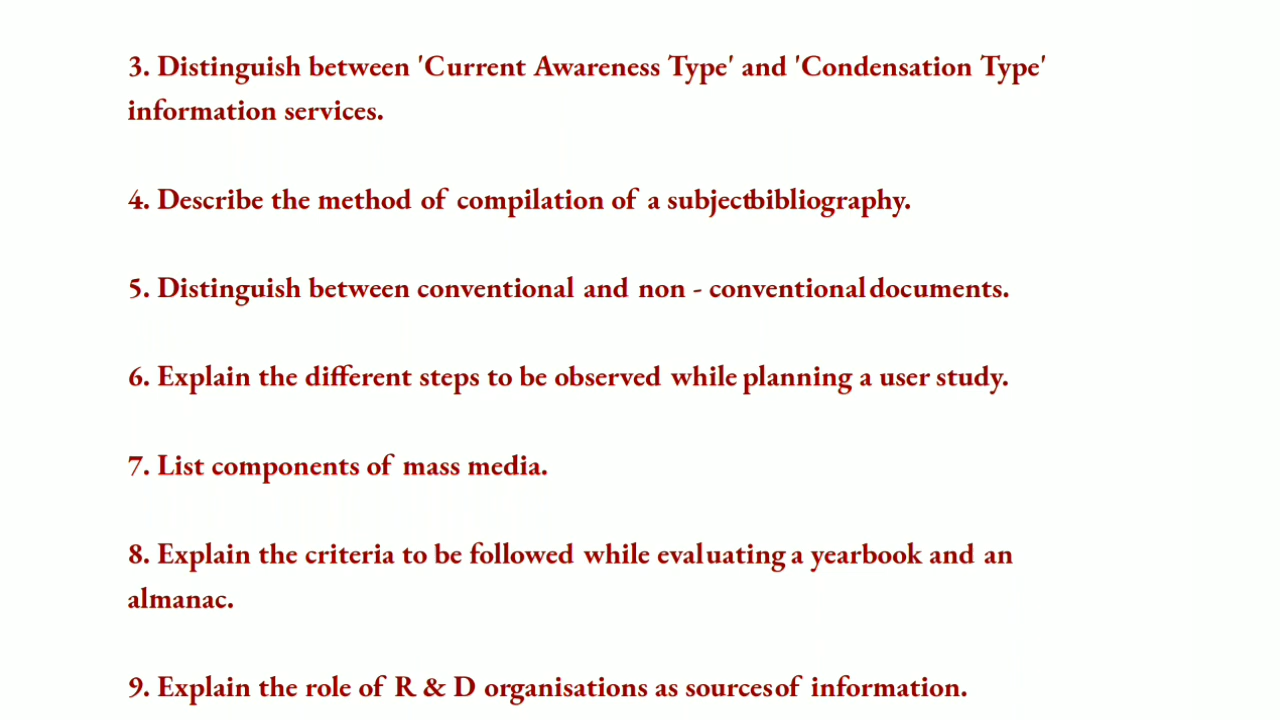 3. Distinguish between 'Current Awareness Type' and 'Condensation Type'
information services.
4. Describe the method of compilation of a subjectbibliography.
5. Distinguish between conventional and non - conventional documents.
6. Explain the different steps to be observed while planning a user study.
7. List components of mass media.
8. Explain the criteria to be followed while evaluating a yearbook and an
almanac.
9. Explain the role of R & D organisations as sources of information.